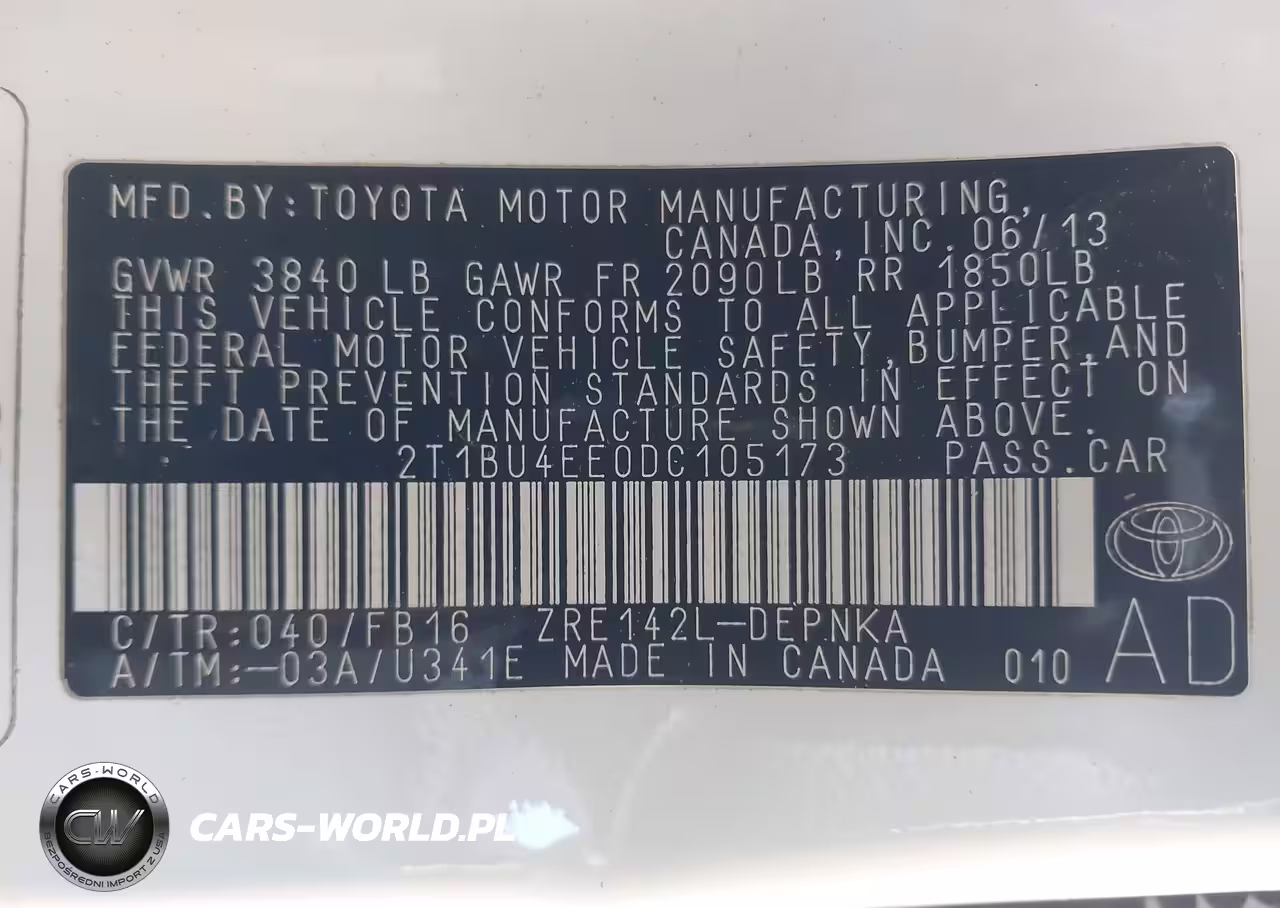 MFD.BY:TOYOTA MOTOR MANUFACTURING,
CANADA,INC.06/13
GVWR 3840LB GAWR FR 2090LB RR 1850LB
THIS VEHICLE CONFORMS TO ALL APPLICABLE
FEDERAL MOTOR VEHICLE SAFETY,BUMPER,AND
THEFT PREVENTION STANDARDS IN EFFECT ON
THE DATE OF MANUFACTURE SHOWN ABOVE.
2T1BU4EE0DC105173 PASS.CAR
C/TR:040/FB16 ZRE142L-DEPNKA
A/TM:-03A/U341E MADE IN CANADA 010 AD
CARS-WORLD
CW
BEZPOŚREDNI IMPORT Z USA
CARS-WORLD.PL